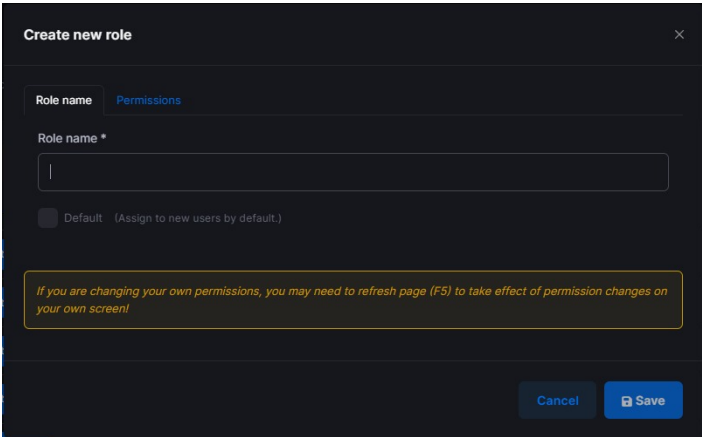 Create new role
Role name Permissions
Role name *
Default (Assign to new users by default.)
If you are changing your own permissions, you may need to refresh page (F5) to take effect of permission changes on
your own screen!
Cancel Save